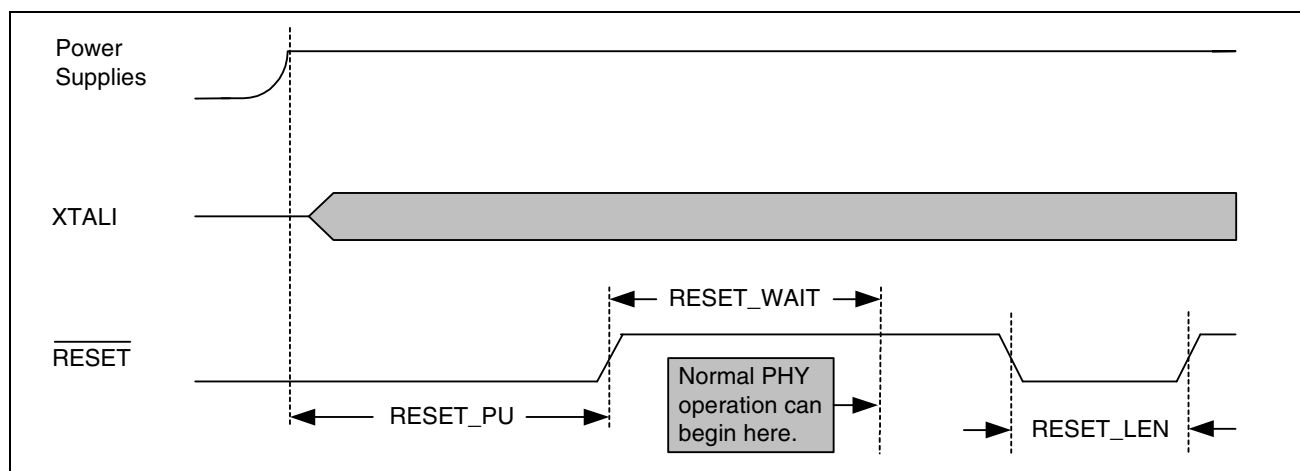 Power
Supplies
XTALI
RESET_WAIT
RESET
Normal PHY
operation can
begin here.
RESET_PU
RESET_LEN